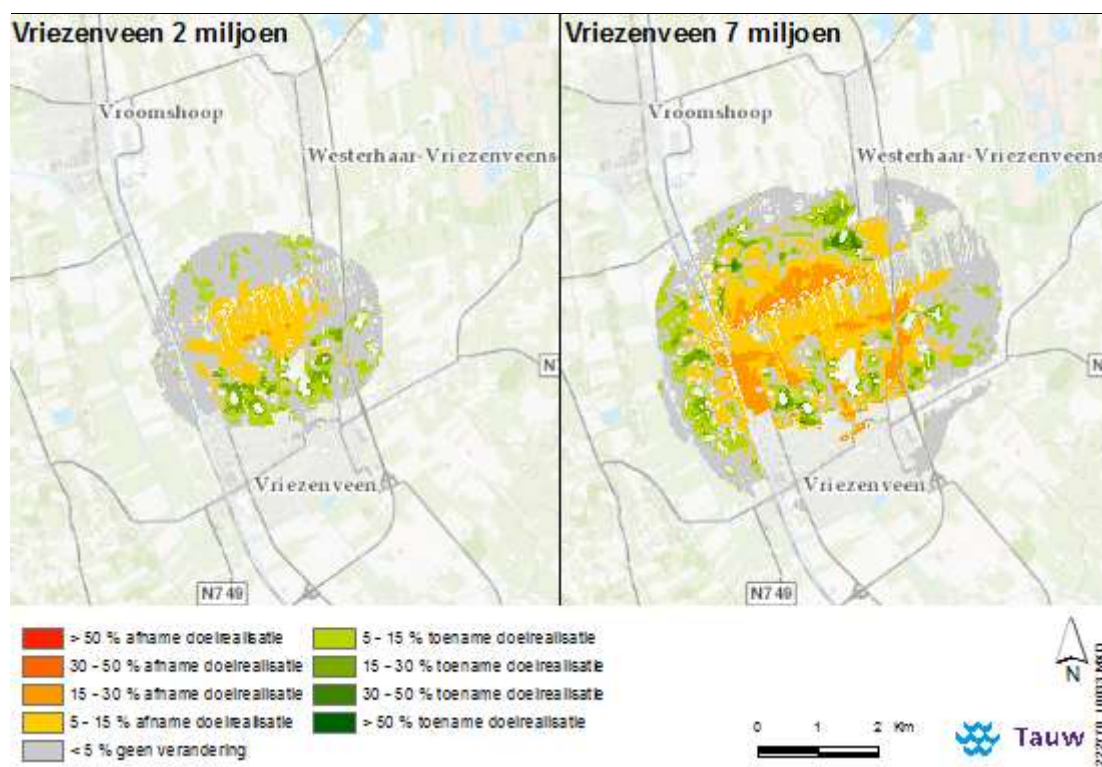 Vriezenveen 2 miljoen
Vroomshoop
Westerhaar-Vriezenveens
N
Vriezenveen
N749
Vriezenveen 7 miljoen
Vroomshoop
Westerhaar-Vriezenveens
N
Vriezenveen
N749
> 50 % afname doelrealisatie
30 - 50 % afname doelrealisatie
15 - 30 % afname doelrealisatie
5 - 15 % afname doelrealisatie
< 5 % geen verandering
5 - 15 % toename doelrealisatie
15 - 30 % toename doelrealisatie
30 - 50 % toename doelrealisatie
> 50 % toename doelrealisatie
0 1 2 Km
N
Tauw